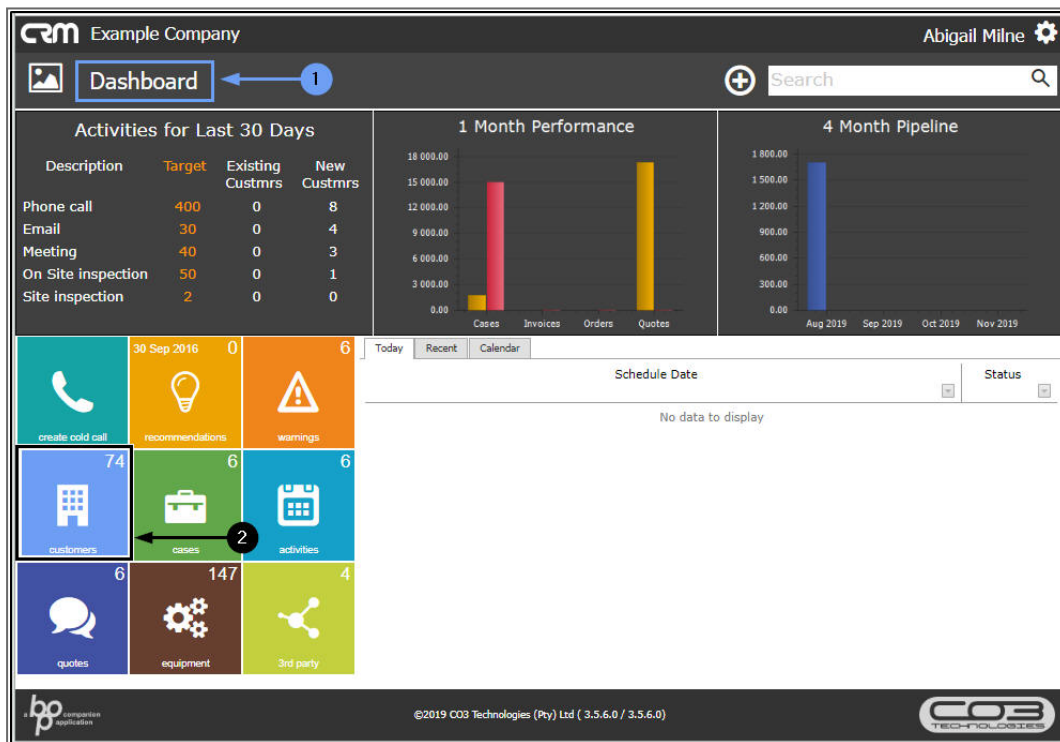 CRM Example Company
Abigail Milne
Dashboard
1
Search
Activities for Last 30 Days
Description Target Existing Custmrs New Custmrs
Phone call 400 0 8
Email 30 0 4
Meeting 40 0 3
On Site inspection 50 0 1
Site inspection 2 0 0
1 Month Performance
18 000.00
15 000.00
12 000.00
9 000.00
6 000.00
3 000.00
0.00
Cases Invoices Orders Quotes
4 Month Pipeline
1 800.00
1 500.00
1 200.00
900.00
600.00
300.00
0.00
Aug 2019 Sep 2019 Oct 2019 Nov 2019
create cold call
30 Sep 2016 0
recommendations
6
warnings
74
customers
6
cases
2
6
activities
6
quotes
147
equipment
4
3rd party
Today Recent Calendar
Schedule Date Status
No data to display
a bpo companion application
©2019 CO3 Technologies (Pty) Ltd ( 3.5.6.0 / 3.5.6.0)
CO3
TECHNOLOGIES